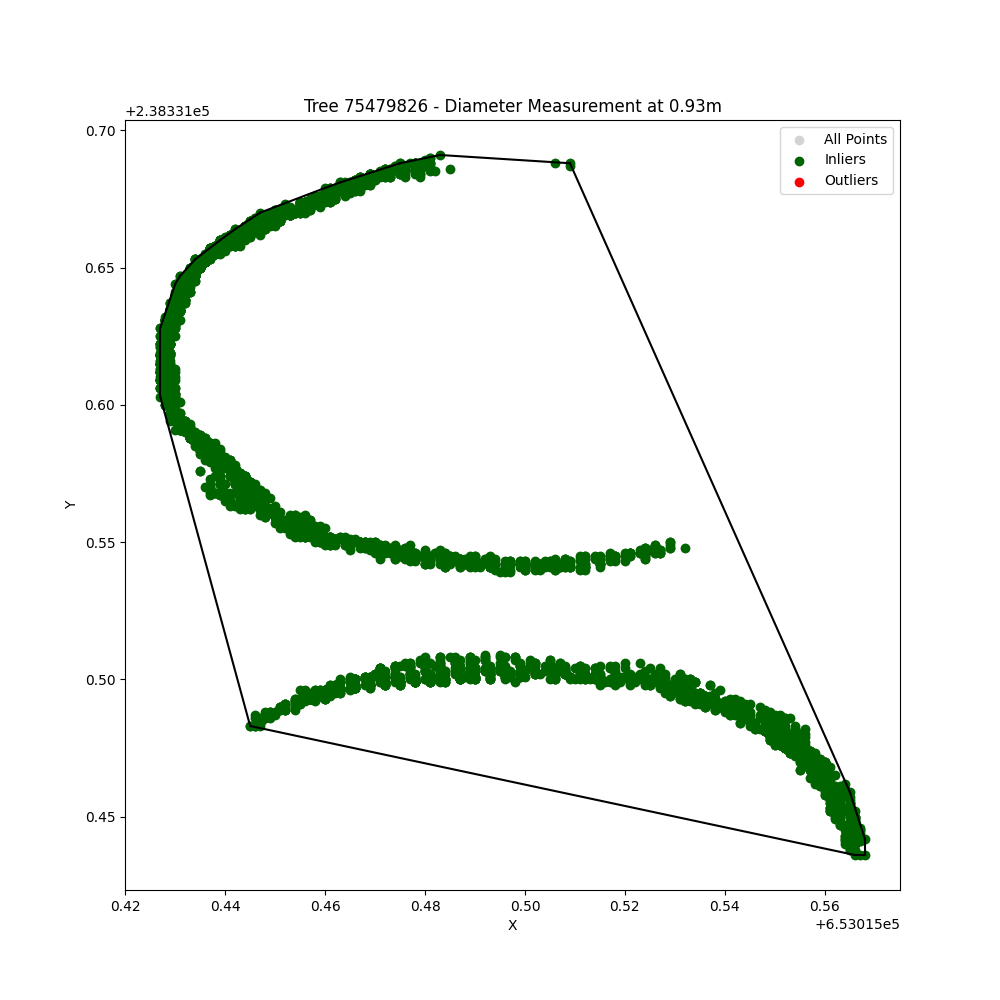 Tree 75479826 - Diameter Measurement at 0.93m
+2.38331e5
All Points
Inliers
Outliers
0.70
0.65
0.60
0.55
0.50
0.45
Y
0.42 0.44 0.46 0.48 0.50 0.52 0.54 0.56
X
+6.53015e5